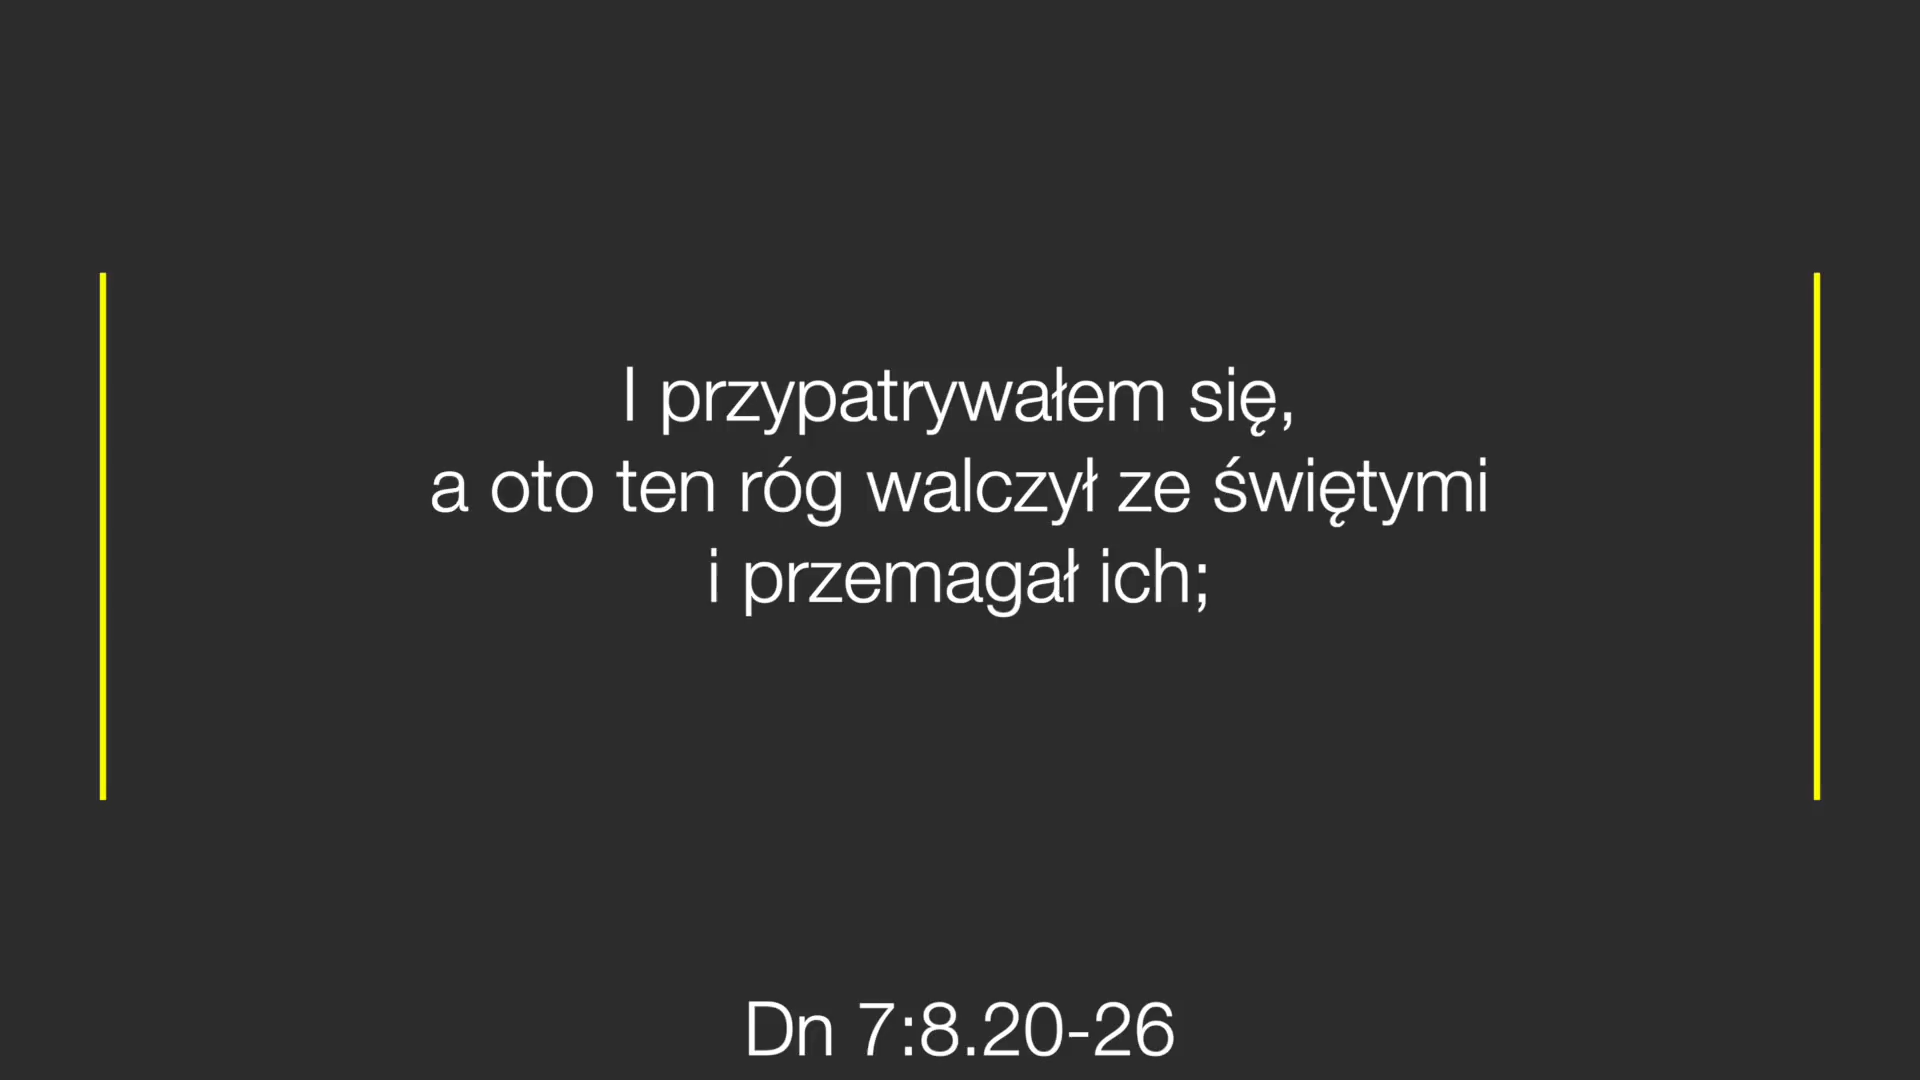 I przypatrywałem się,
a oto ten róg walczył ze świętymi
i przemagał ich;
Dn 7:8.20-26